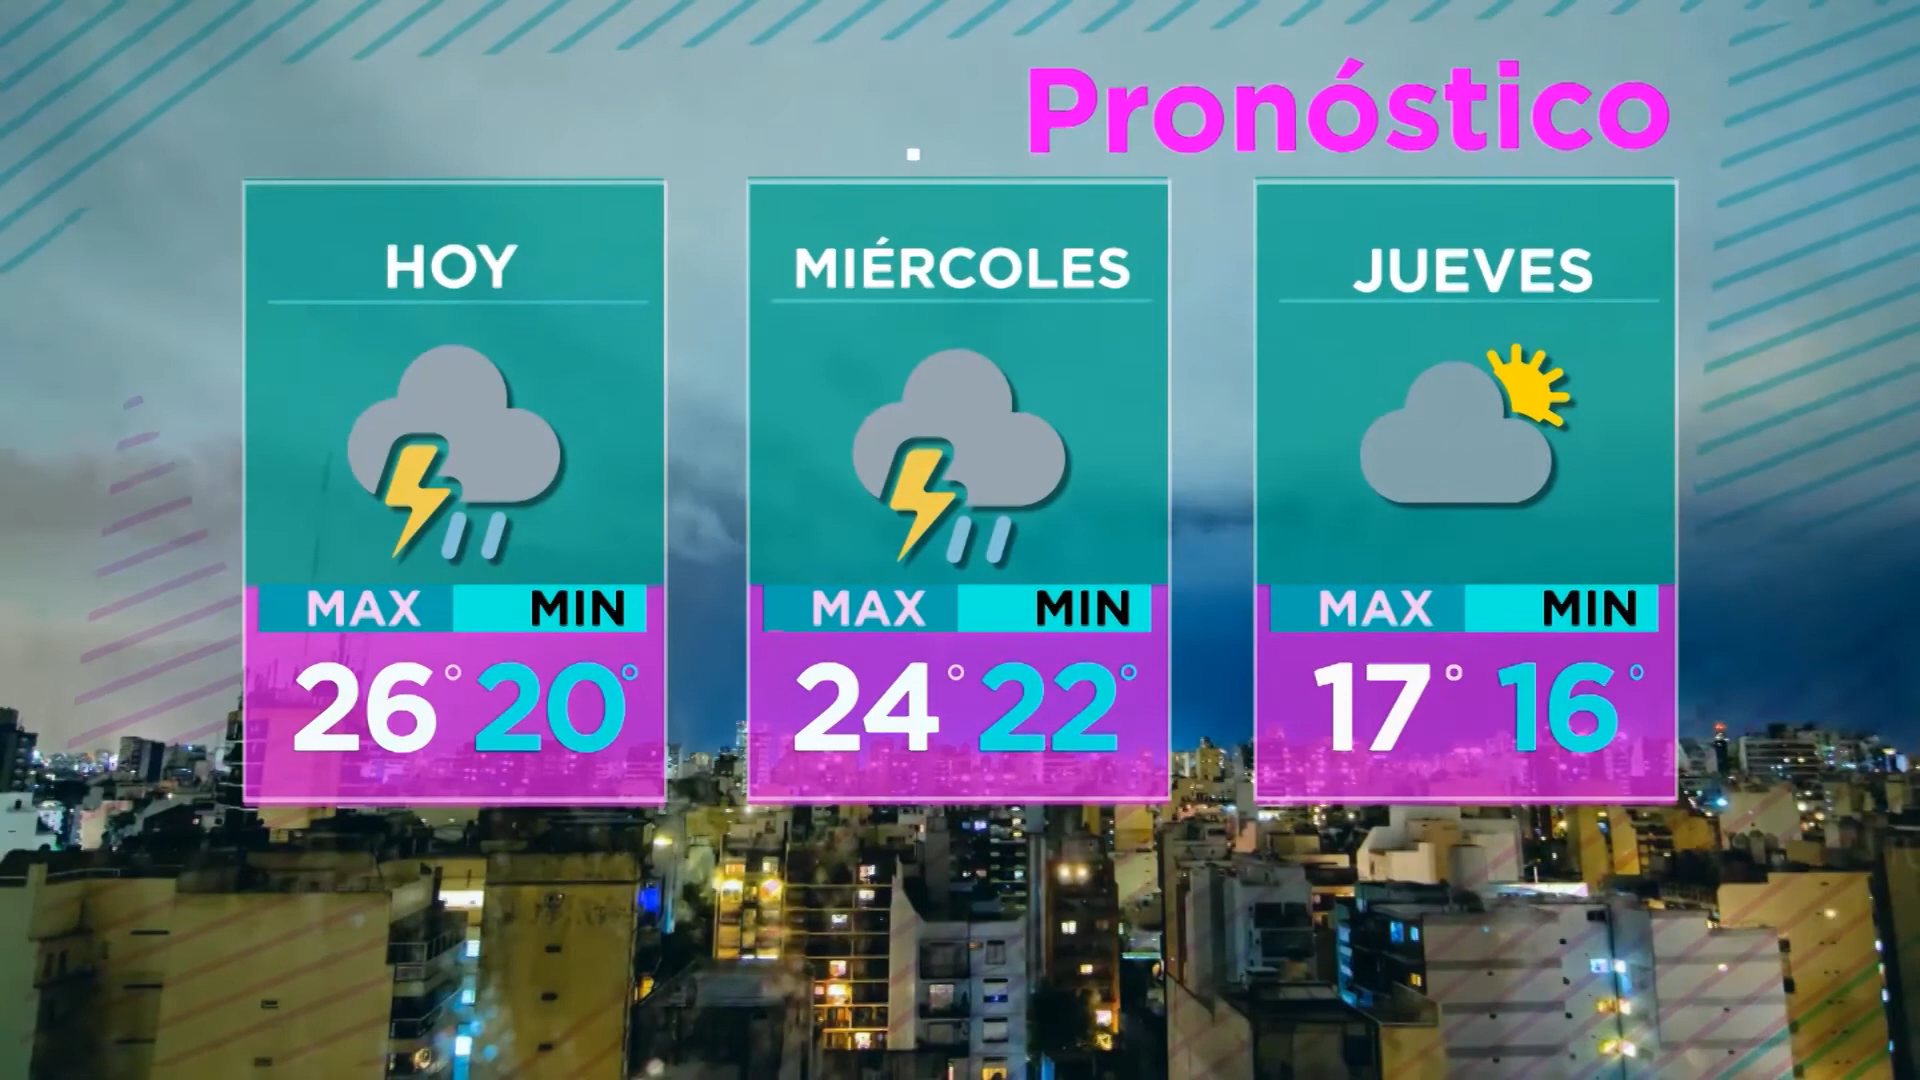 Pronóstico
HOY
MAX MIN
26° 20°
MIÉRCOLES
MAX MIN
24° 22°
JUEVES
MAX MIN
17° 16°